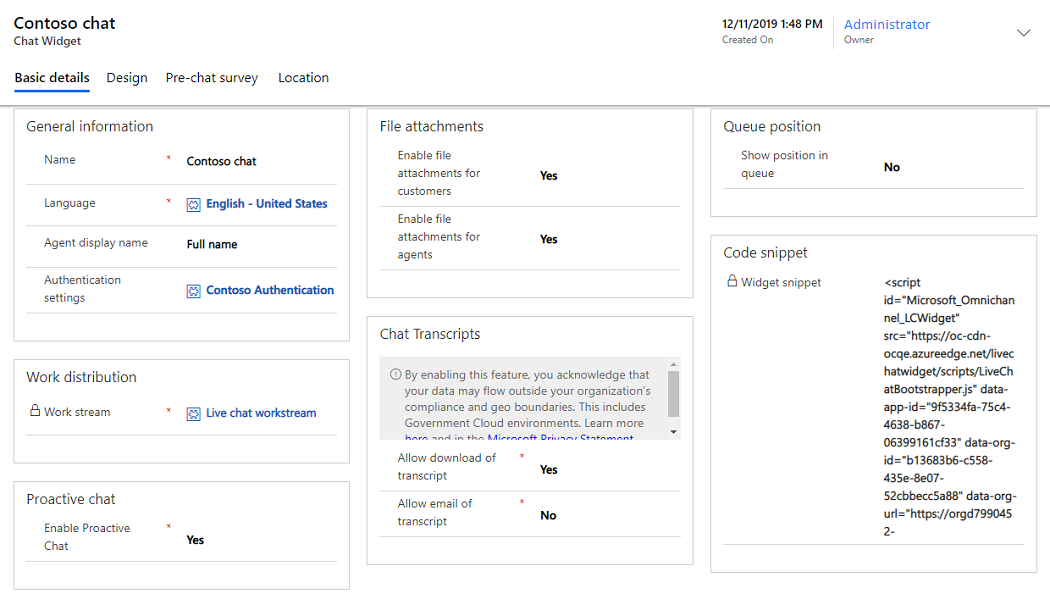 Contoso chat
Chat Widget
12/11/2019 1:48 PM
Created On
Administrator
Owner
Basic details
Design
Pre-chat survey
Location
General information
Name
*
Contoso chat
Language
*
English - United States
Agent display name
Full name
Authentication
settings
Contoso Authentication
Work distribution
Work stream
*
Live chat workstream
Proactive chat
Enable Proactive
Chat
*
Yes
File attachments
Enable file
attachments for
customers
Yes
Enable file
attachments for
agents
Yes
Chat Transcripts
By enabling this feature, you acknowledge that
your data may flow outside your organization's
compliance and geo boundaries. This includes
Government Cloud environments. Learn more
here and in the Microsoft Privacy Statement
Allow download of
transcript
*
Yes
Allow email of
transcript
*
No
Queue position
Show position in
queue
No
Code snippet
Widget snippet
<script
id="Microsoft_Omnichan
nel_LCWidget"
src="https://oc-cdn-
ocqe.azureedge.net/livec
hatwidget/scripts/LiveCh
atBootstrapper.js" data-
app-id="9f5334fa-75c4-
4638-b867-
06399161cf33" data-org-
id="b13683b6-c558-
435e-8e07-
52cbbecc5a88" data-org-
url="https://orgd799045
2-